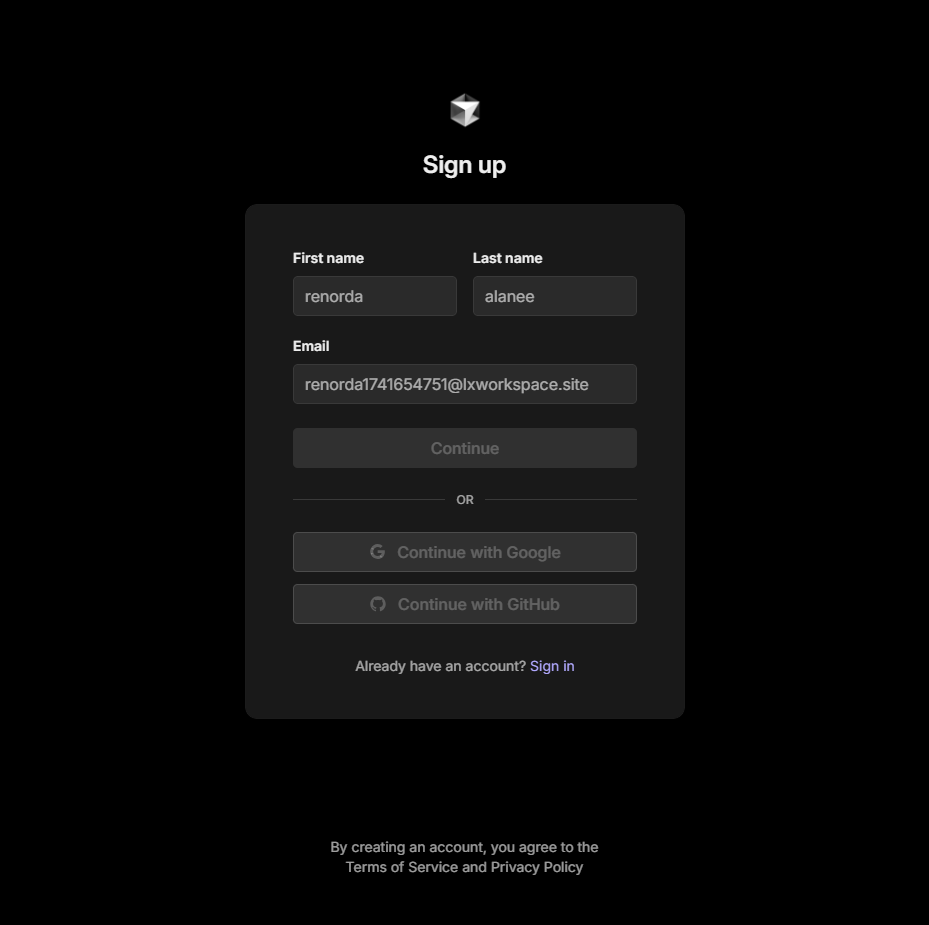 Sign up
First name
Last name
renorda
alanee
Email
renorda1741654751@lxworkspace.site
Continue
OR
Continue with Google
Continue with GitHub
Already have an account? Sign in
By creating an account, you agree to the
Terms of Service and Privacy Policy